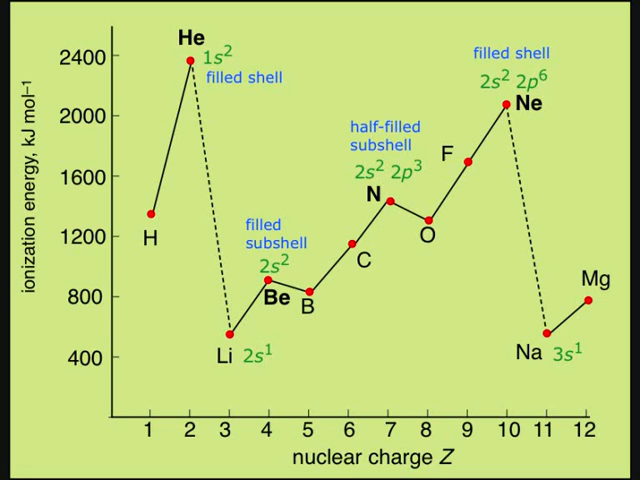 ionization energy, kJ mol⁻¹
2400
2000
1600
1200
800
400
He
1s²
filled shell
H
Li 2s¹
filled
subshell
2s²
Be
B
C
half-filled
subshell
2s² 2p³
N
O
F
filled shell
2s² 2p⁶
Ne
Na 3s¹
Mg
1 2 3 4 5 6 7 8 9 10 11 12
nuclear charge Z